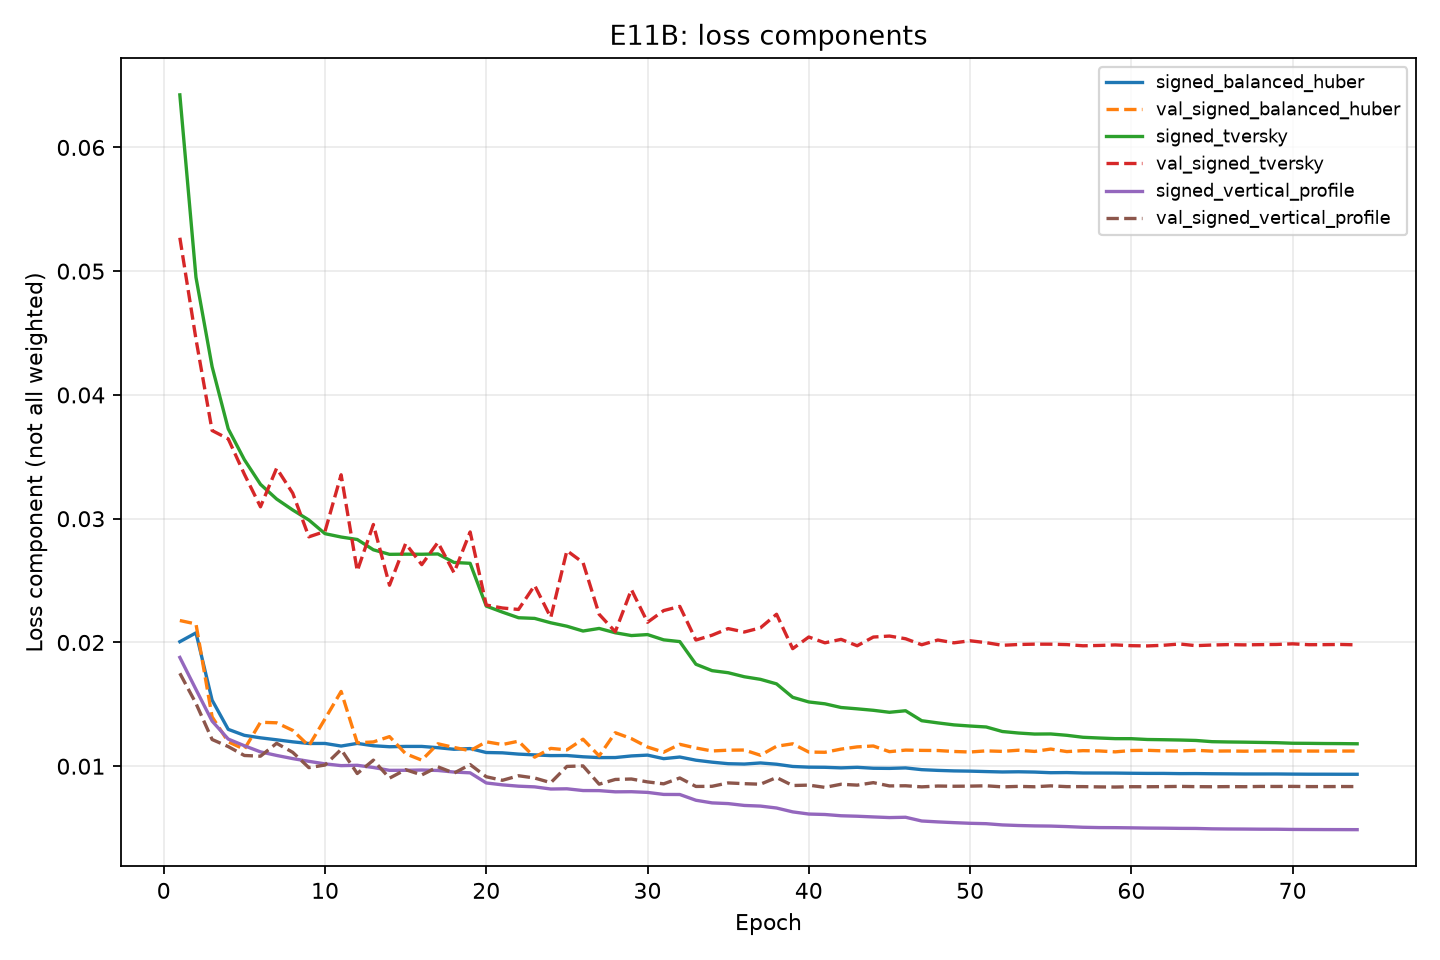 E11B: loss components
signed_balanced_huber
val_signed_balanced_huber
signed_tversky
val_signed_tversky
signed_vertical_profile
val_signed_vertical_profile
Loss component (not all weighted)
0.06
0.05
0.04
0.03
0.02
0.01
0 10 20 30 40 50 60 70
Epoch